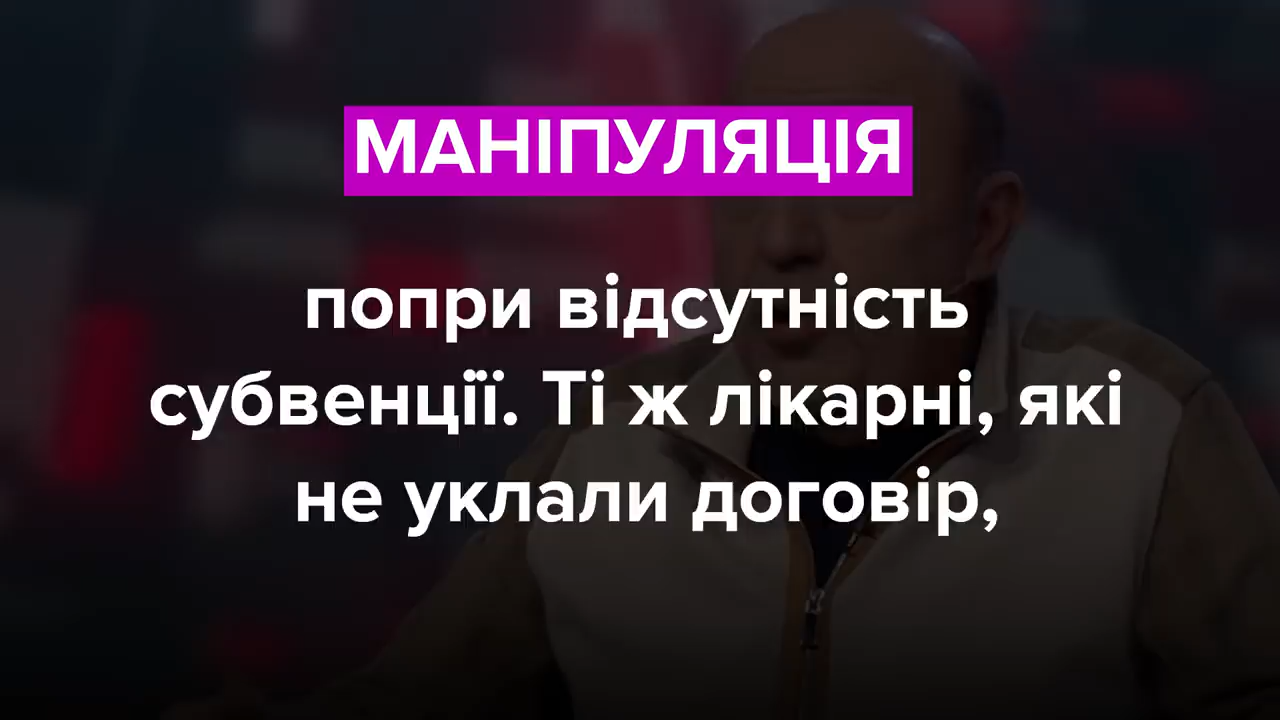 МАНІПУЛЯЦІЯ
попри відсутність
субвенції. Ті ж лікарні, які
не уклали договір,